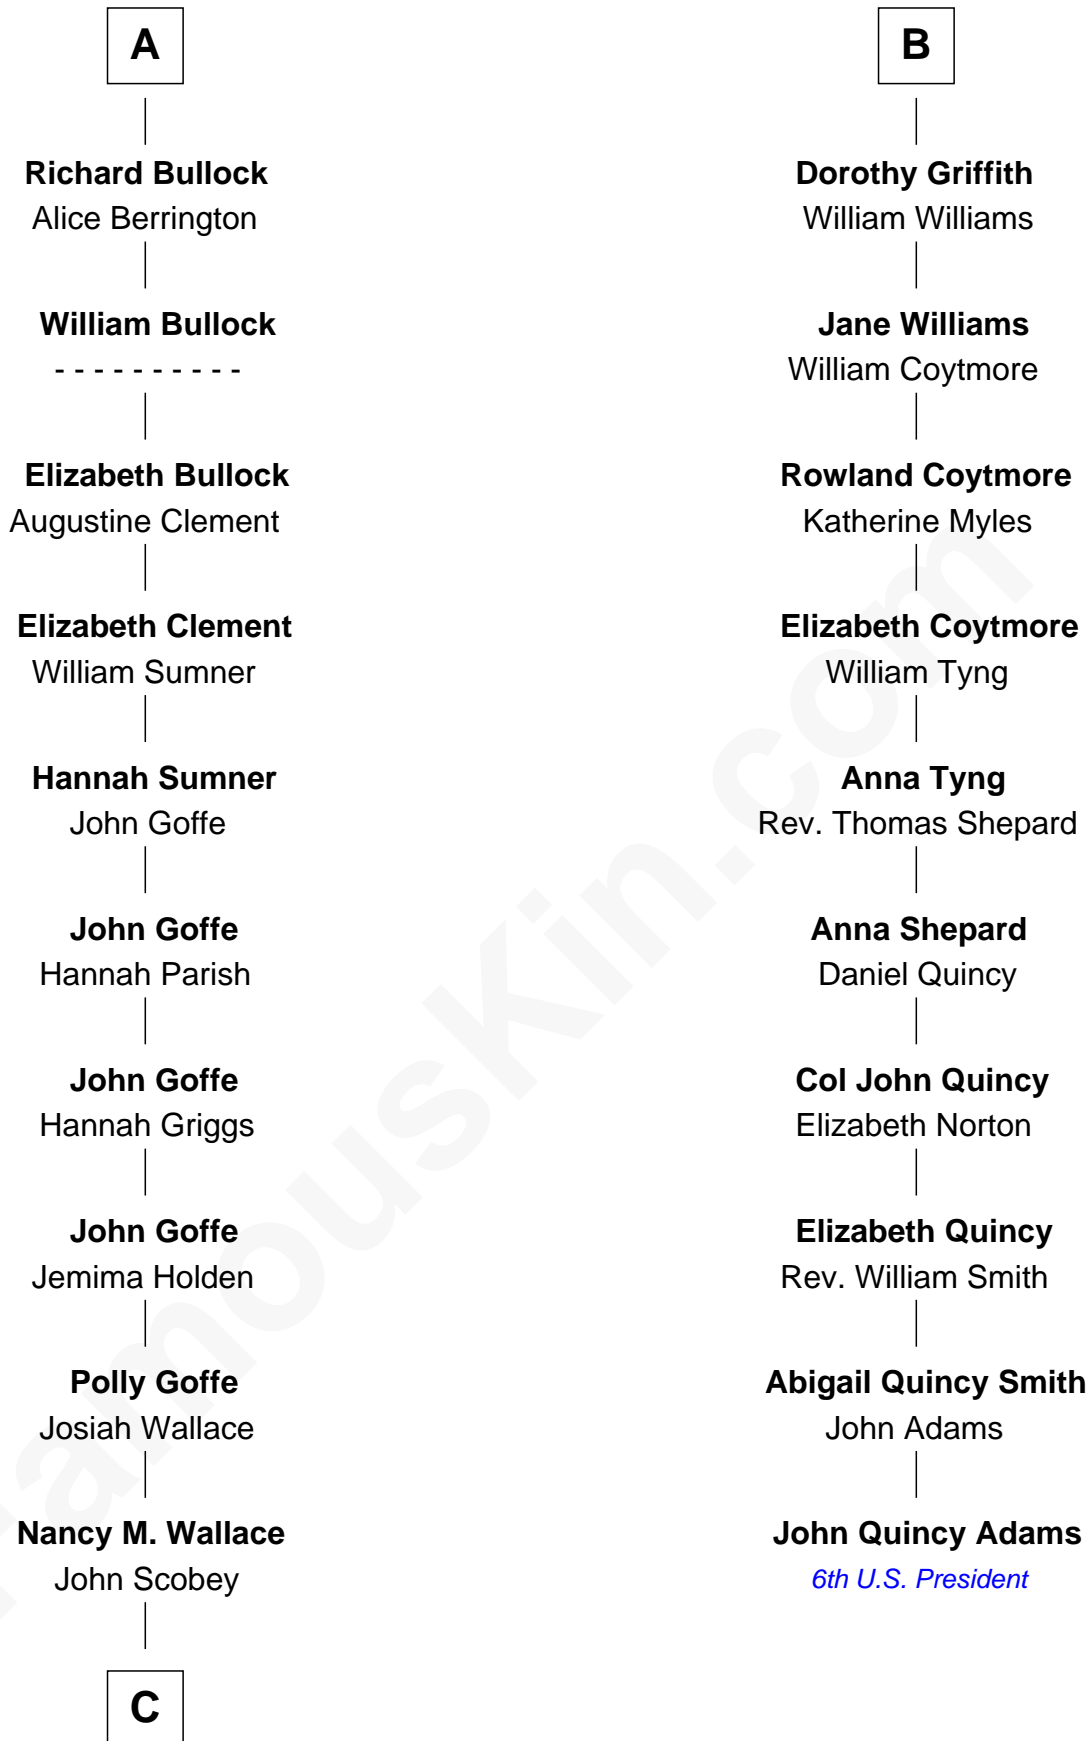 A
Richard Bullock
Alice Berrington
William Bullock
- - - - - - - - - -
Elizabeth Bullock
Augustine Clement
Elizabeth Clement
William Sumner
Hannah Sumner
John Goffe
John Goffe
Hannah Parish
John Goffe
Hannah Griggs
John Goffe
Jemima Holden
Polly Goffe
Josiah Wallace
Nancy M. Wallace
John Scobey
C
B
Dorothy Griffith
William Williams
Jane Williams
William Coytmore
Rowland Coytmore
Katherine Myles
Elizabeth Coytmore
William Tyng
Anna Tyng
Rev. Thomas Shepard
Anna Shepard
Daniel Quincy
Col John Quincy
Elizabeth Norton
Elizabeth Quincy
Rev. William Smith
Abigail Quincy Smith
John Adams
John Quincy Adams
6th U.S. President
FamousKin.com